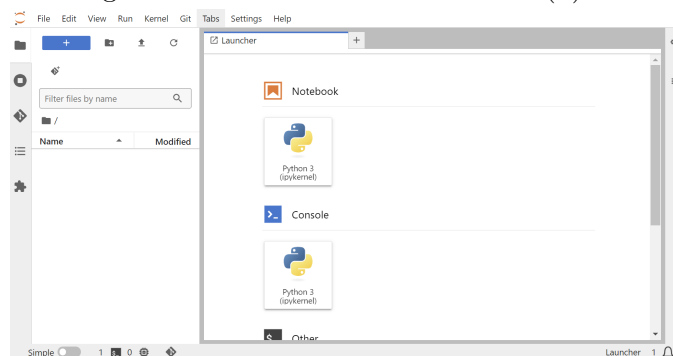 File Edit View Run Kernel Git Tabs Settings Help
Launcher
Filter files by name
/
Name Modified
Notebook
Python 3
(ipykernel)
Console
Python 3
(ipykernel)
Other
Simple 1 0 Launcher 1